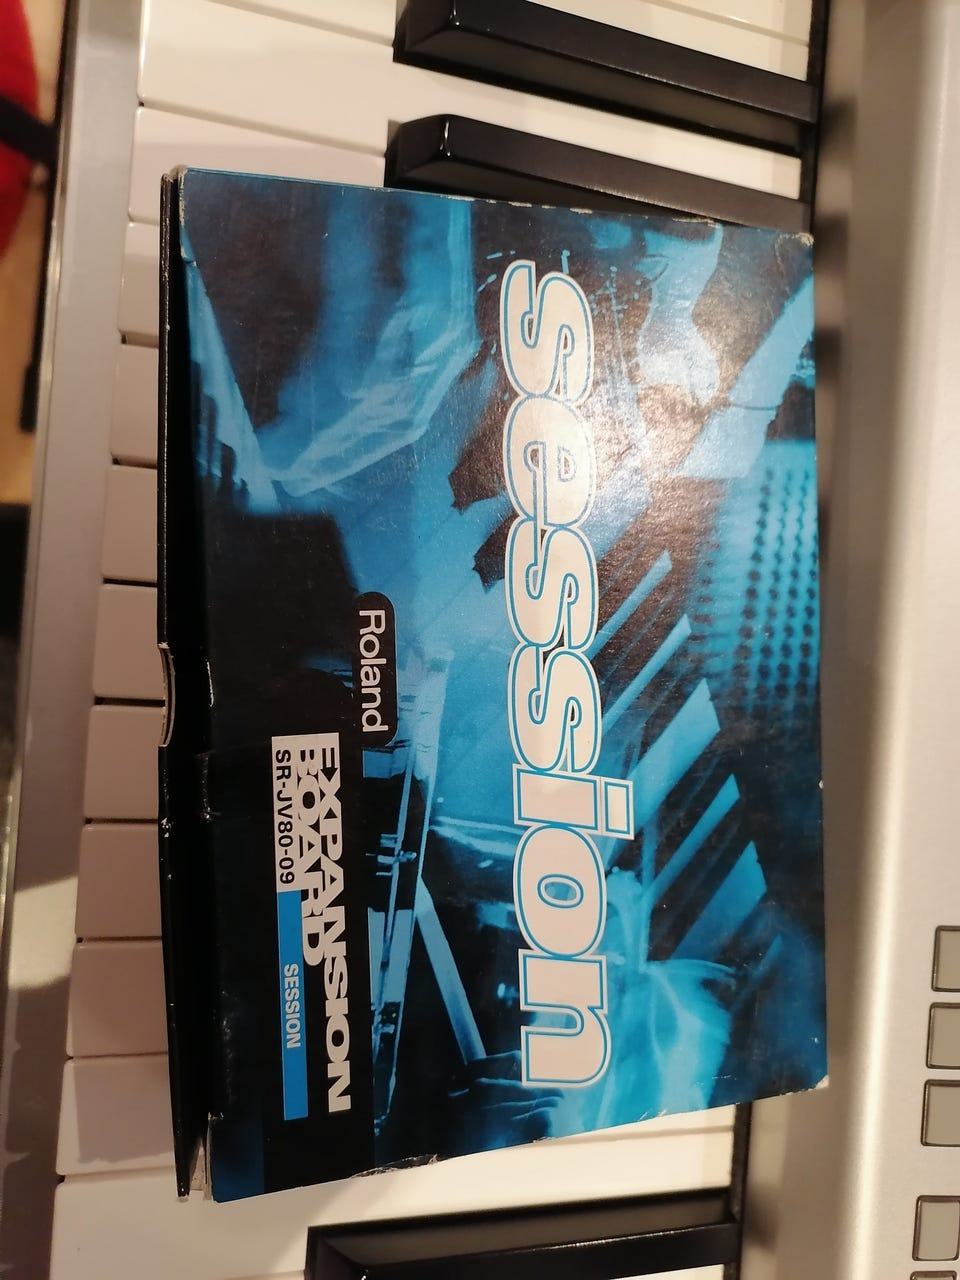 session
Roland
EXPANSION
BOARD
SR-JV80-09 SESSION